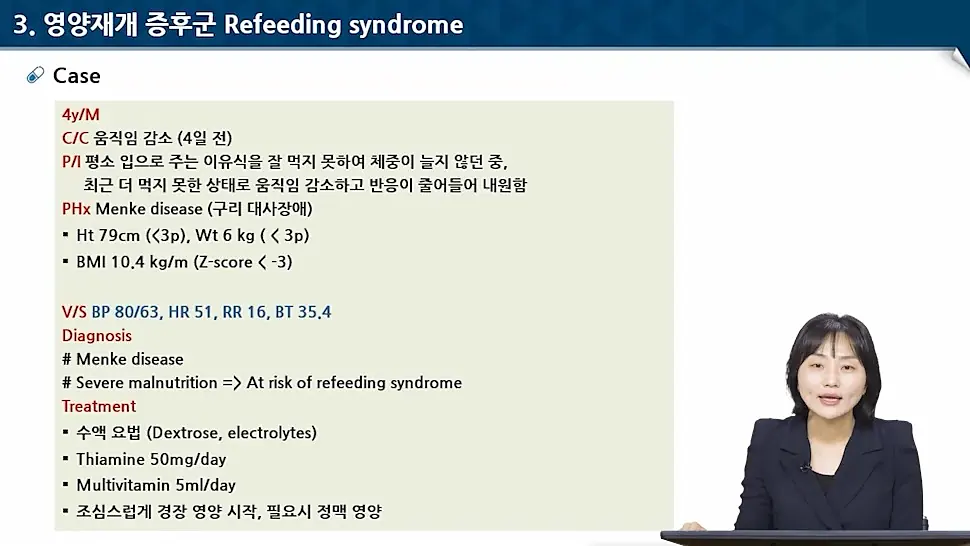 3. 영양재개 증후군 Refeeding syndrome
Case
4y/M
C/C 움직임 감소 (4일 전)
P/I 평소 입으로 주는 이유식을 잘 먹지 못하여 체중이 늘지 않던 중,
최근 더 먹지 못한 상태로 움직임 감소하고 반응이 줄어들어 내원함
PHx Menke disease (구리 대사장애)
▪ Ht 79cm (<3p), Wt 6 kg ( < 3p)
▪ BMI 10.4 kg/m (Z-score < -3)
V/S BP 80/63, HR 51, RR 16, BT 35.4
Diagnosis
# Menke disease
# Severe malnutrition => At risk of refeeding syndrome
Treatment
▪ 수액 요법 (Dextrose, electrolytes)
▪ Thiamine 50mg/day
▪ Multivitamin 5ml/day
▪ 조심스럽게 경장 영양 시작, 필요시 정맥 영양